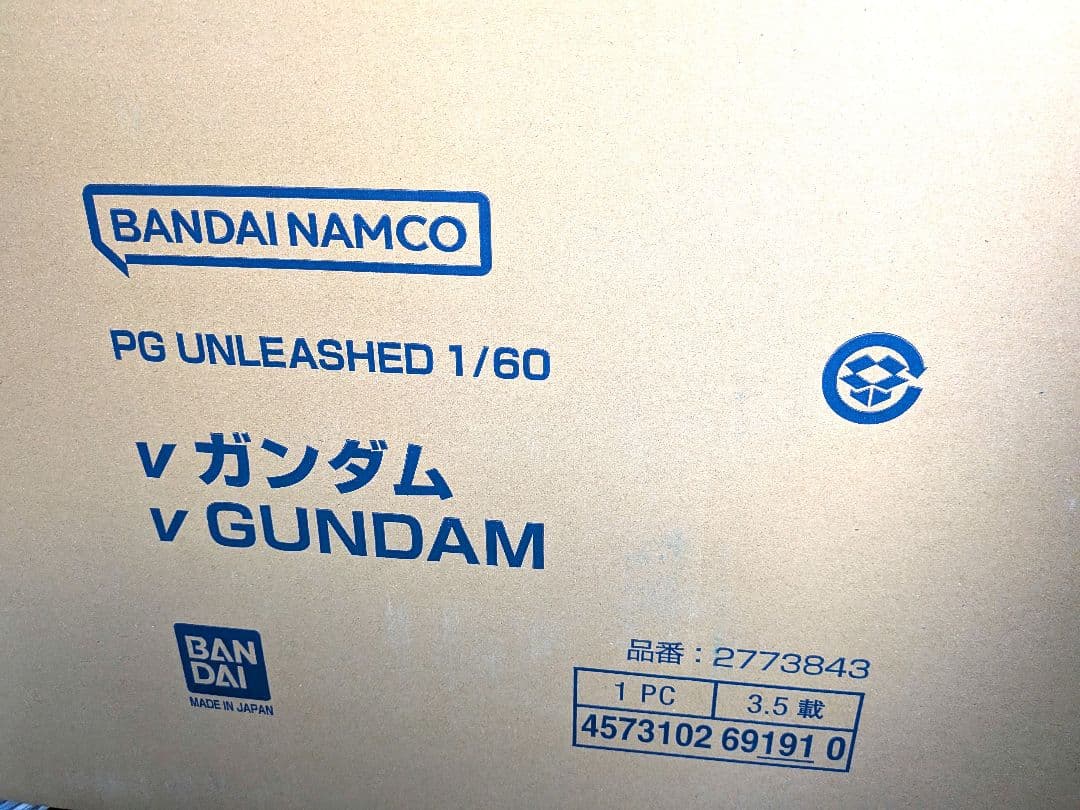 BANDAI NAMCO
PG UNLEASHED 1/60
ν ガンダム
ν GUNDAM
BAN
DAI
MADE IN JAPAN
品番：2773843
1 PC 3.5 載
4573102 69191 0